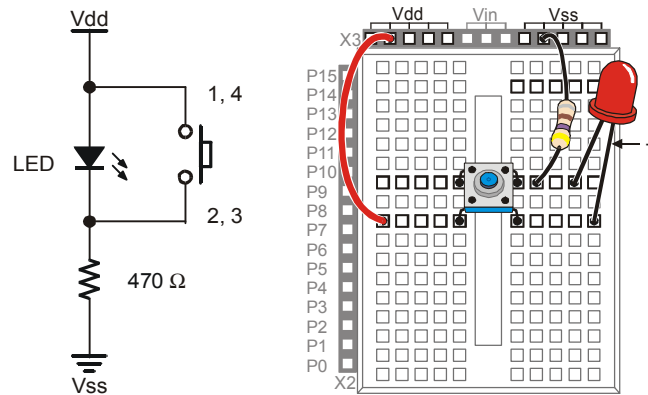 Vdd
1, 4
LED
2, 3
470 Ω
Vss
Vdd Vin Vss
X3
P15
P14
P13
P12
P11
P10
P9
P8
P7
P6
P5
P4
P3
P2
P1
P0
X2